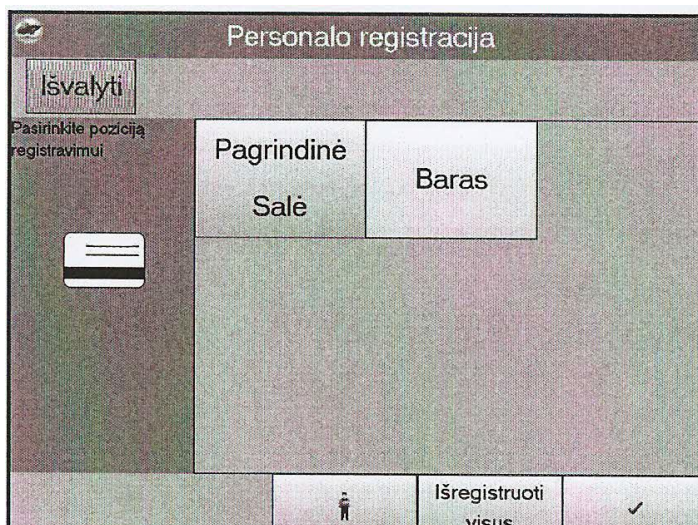 Personalo registracija
Išvalyti
Pasirinkite poziciją
registravimui
Pagrindinė
Salė
Baras
Išregistruoti
visus